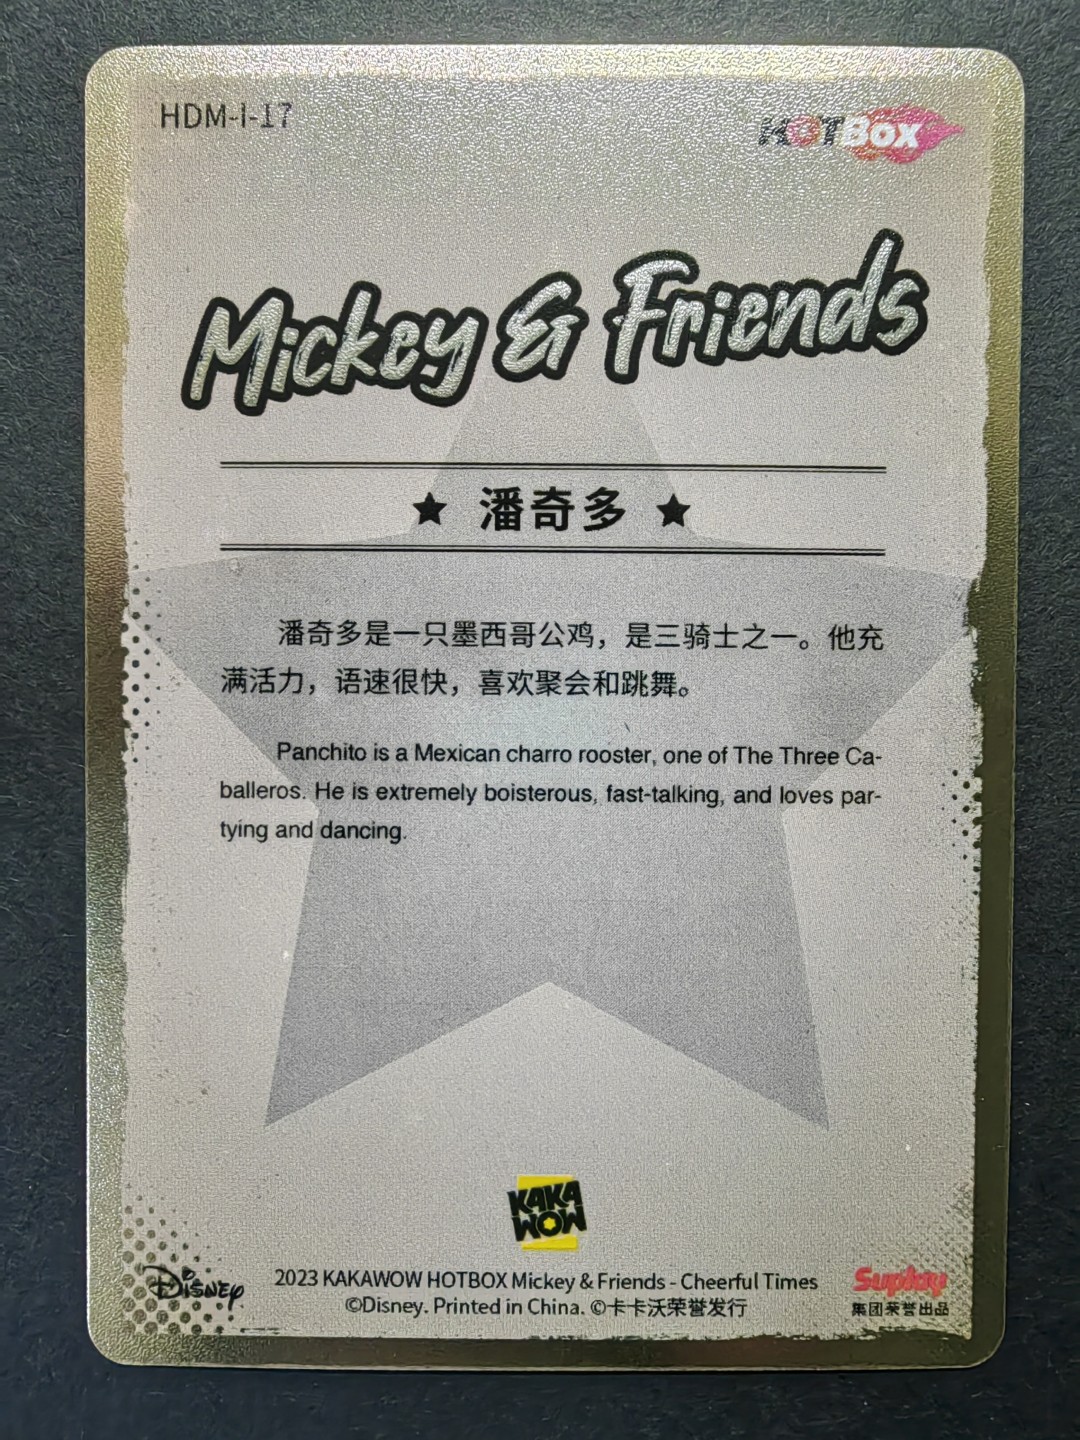 HDM-I-17
HOTBOX
Mickey & Friends
★ 潘奇多 ★
潘奇多是一只墨西哥公鸡，是三骑士之一。他充
满活力，语速很快，喜欢聚会和跳舞。
Panchito is a Mexican charro rooster, one of The Three Ca-
balleros. He is extremely boisterous, fast-talking, and loves par-
tying and dancing.
KAKA
WOW
Disney
2023 KAKAWOW HOTBOX Mickey & Friends - Cheerful Times
©Disney. Printed in China. ©卡卡沃荣誉发行
Suplay
集团荣誉出品